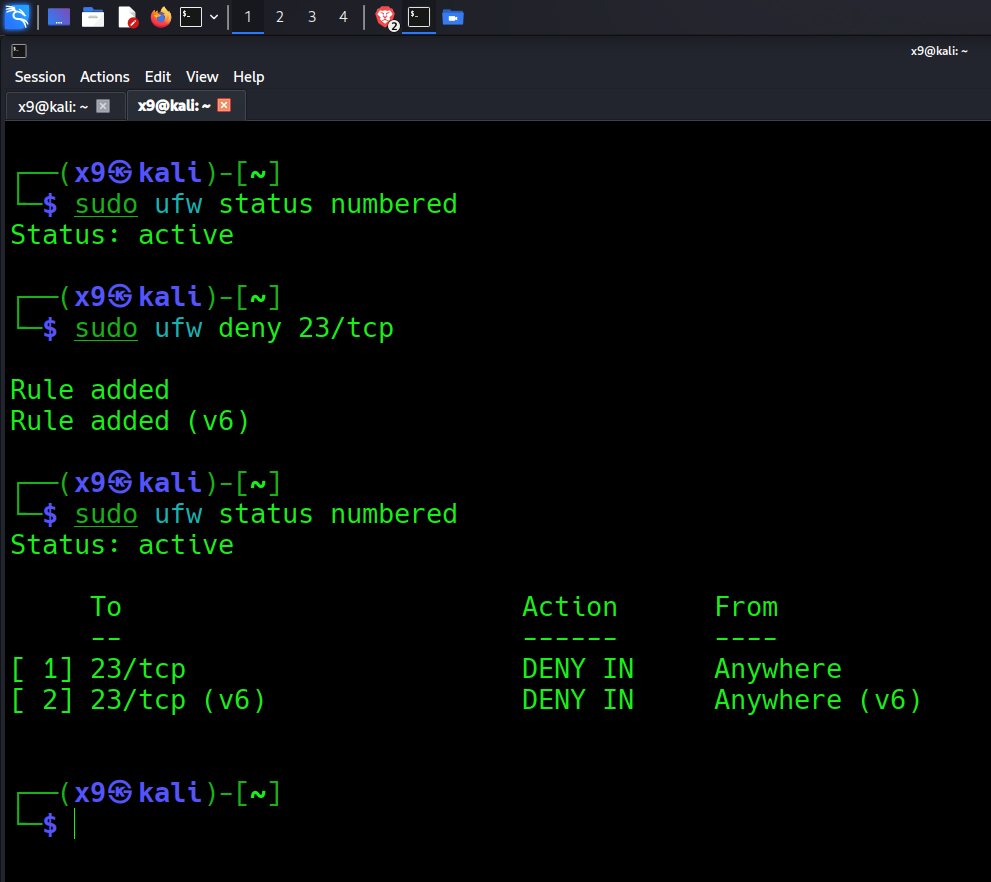 1 2 3 4 2
x9@kali: ~
Session Actions Edit View Help
x9@kali: ~ x9@kali: ~
┌──(x9㉿kali)-[~]
└─$ sudo ufw status numbered
Status: active
┌──(x9㉿kali)-[~]
└─$ sudo ufw deny 23/tcp
Rule added
Rule added (v6)
┌──(x9㉿kali)-[~]
└─$ sudo ufw status numbered
Status: active
To Action From
-- ------ ----
[ 1] 23/tcp DENY IN Anywhere
[ 2] 23/tcp (v6) DENY IN Anywhere (v6)
┌──(x9㉿kali)-[~]
└─$